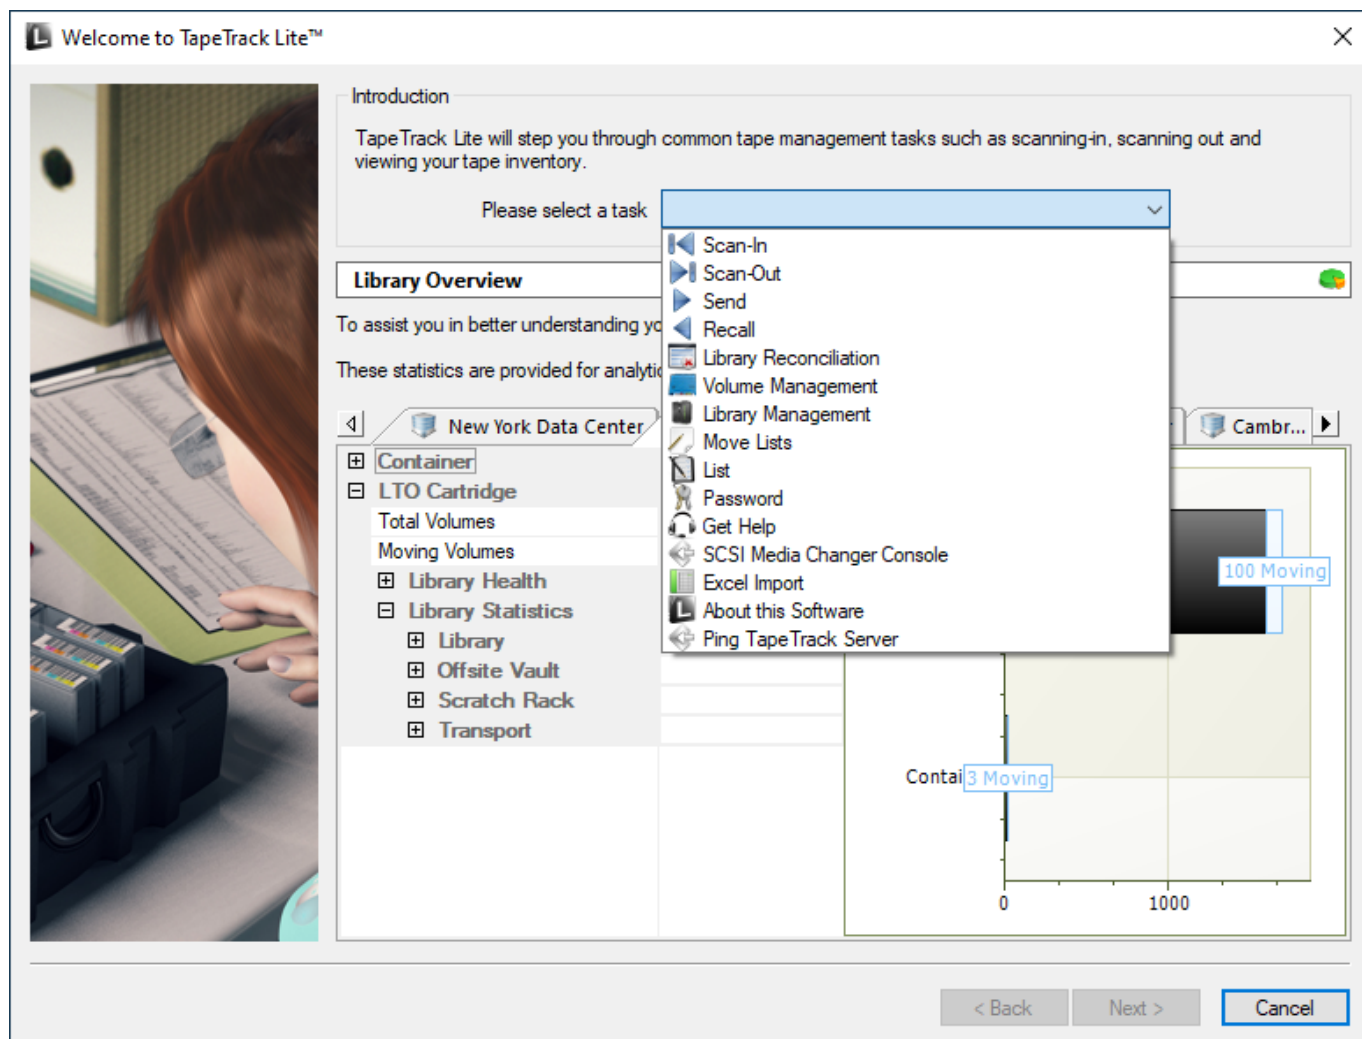 Welcome to TapeTrack Lite™
Introduction
TapeTrack Lite will step you through common tape management tasks such as scanning-in, scanning out and
viewing your tape inventory.
Please select a task
Scan-In
Scan-Out
Send
Recall
Library Reconciliation
Volume Management
Library Management
Move Lists
List
Password
Get Help
SCSI Media Changer Console
Excel Import
About this Software
Ping TapeTrack Server
Library Overview
To assist you in better understanding
These statistics are provided for
New York Data Center
Cambr...
Container
LTO Cartridge
Total Volumes
Moving Volumes
Library Health
Library Statistics
Library
Offsite Vault
Scratch Rack
Transport
100 Moving
3 Moving
0 1000
< Back Next > Cancel